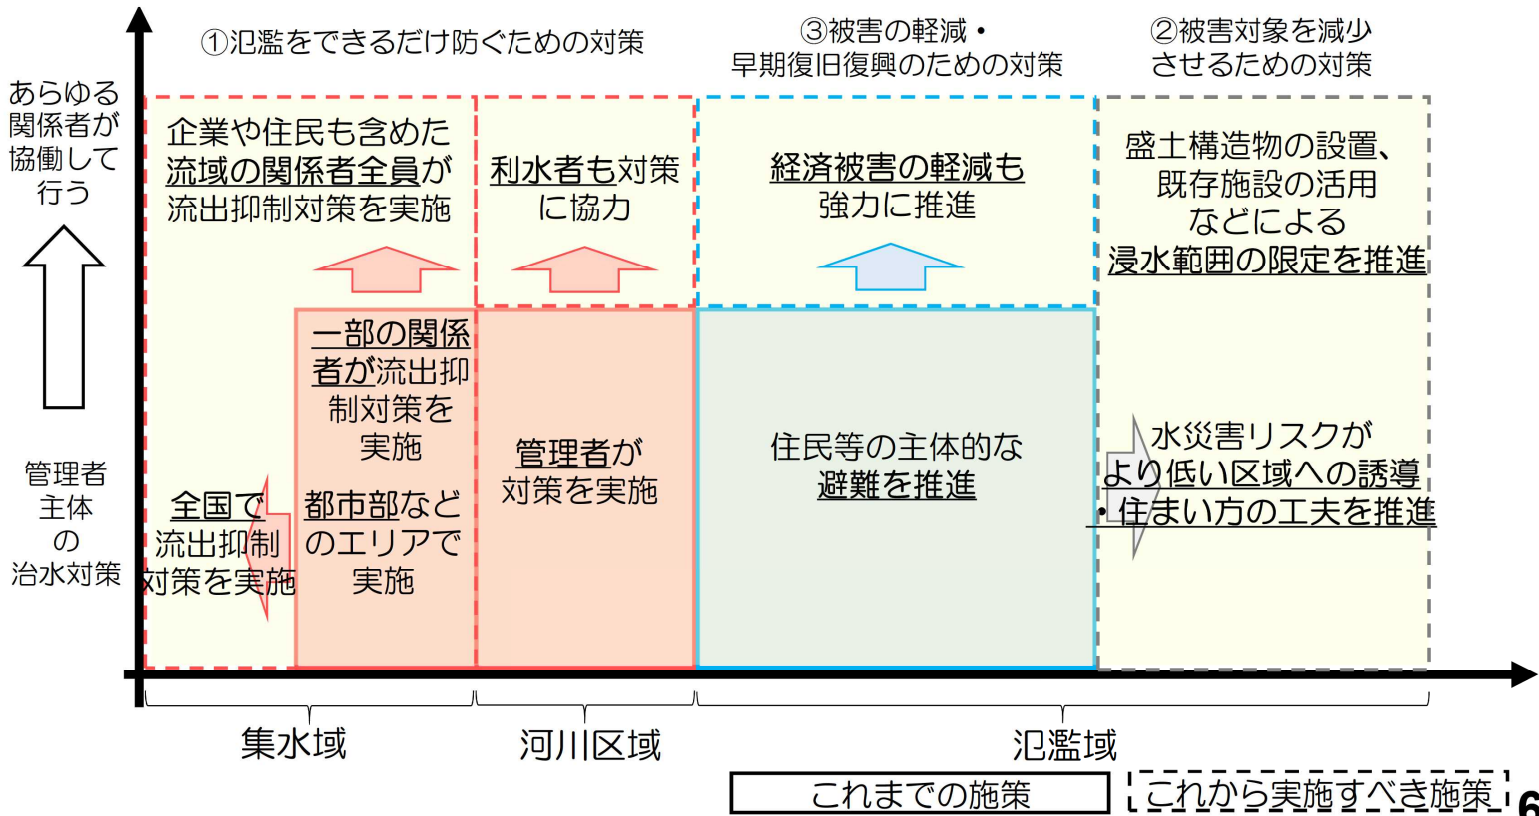 ①氾濫をできるだけ防ぐための対策
③被害の軽減・
早期復旧復興のための対策
②被害対象を減少
させるための対策
あらゆる
関係者が
協働して
行う
管理者
主体
の
治水対策
企業や住民も含めた
流域の関係者全員が
流出抑制対策を実施
利水者も対策
に協力
経済被害の軽減も
強力に推進
盛土構造物の設置、
既存施設の活用
などによる
浸水範囲の限定を推進
一部の関係
者が流出抑
制対策を
実施
全国で
流出抑制
対策を実施
都市部など
のエリアで
実施
管理者が
対策を実施
住民等の主体的な
避難を推進
水災害リスクが
より低い区域への誘導
・住まい方の工夫を推進
集水域
河川区域
氾濫域
これまでの施策
これから実施すべき施策
6